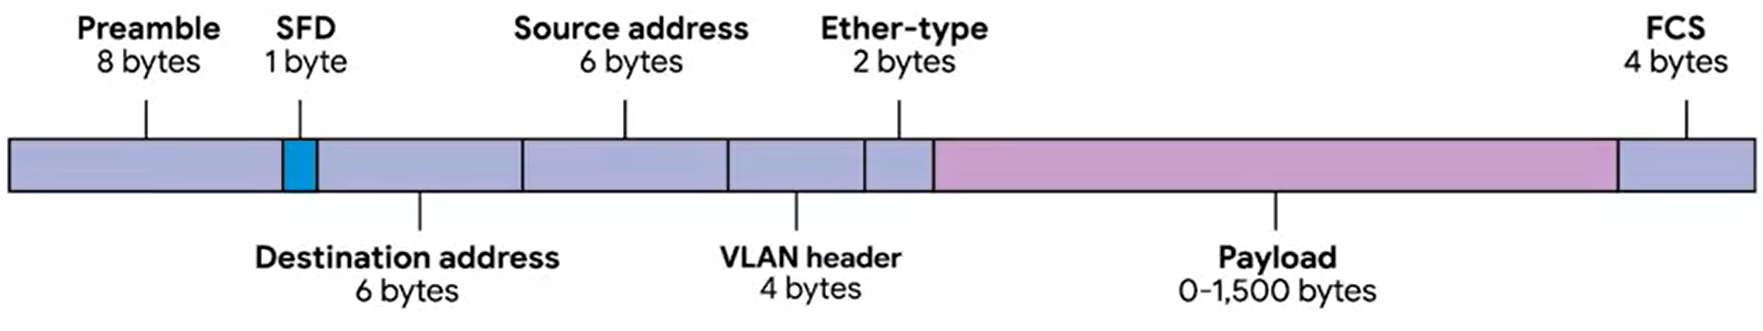 Preamble
8 bytes
SFD
1 byte
Source address
6 bytes
Ether-type
2 bytes
FCS
4 bytes
Destination address
6 bytes
VLAN header
4 bytes
Payload
0-1,500 bytes